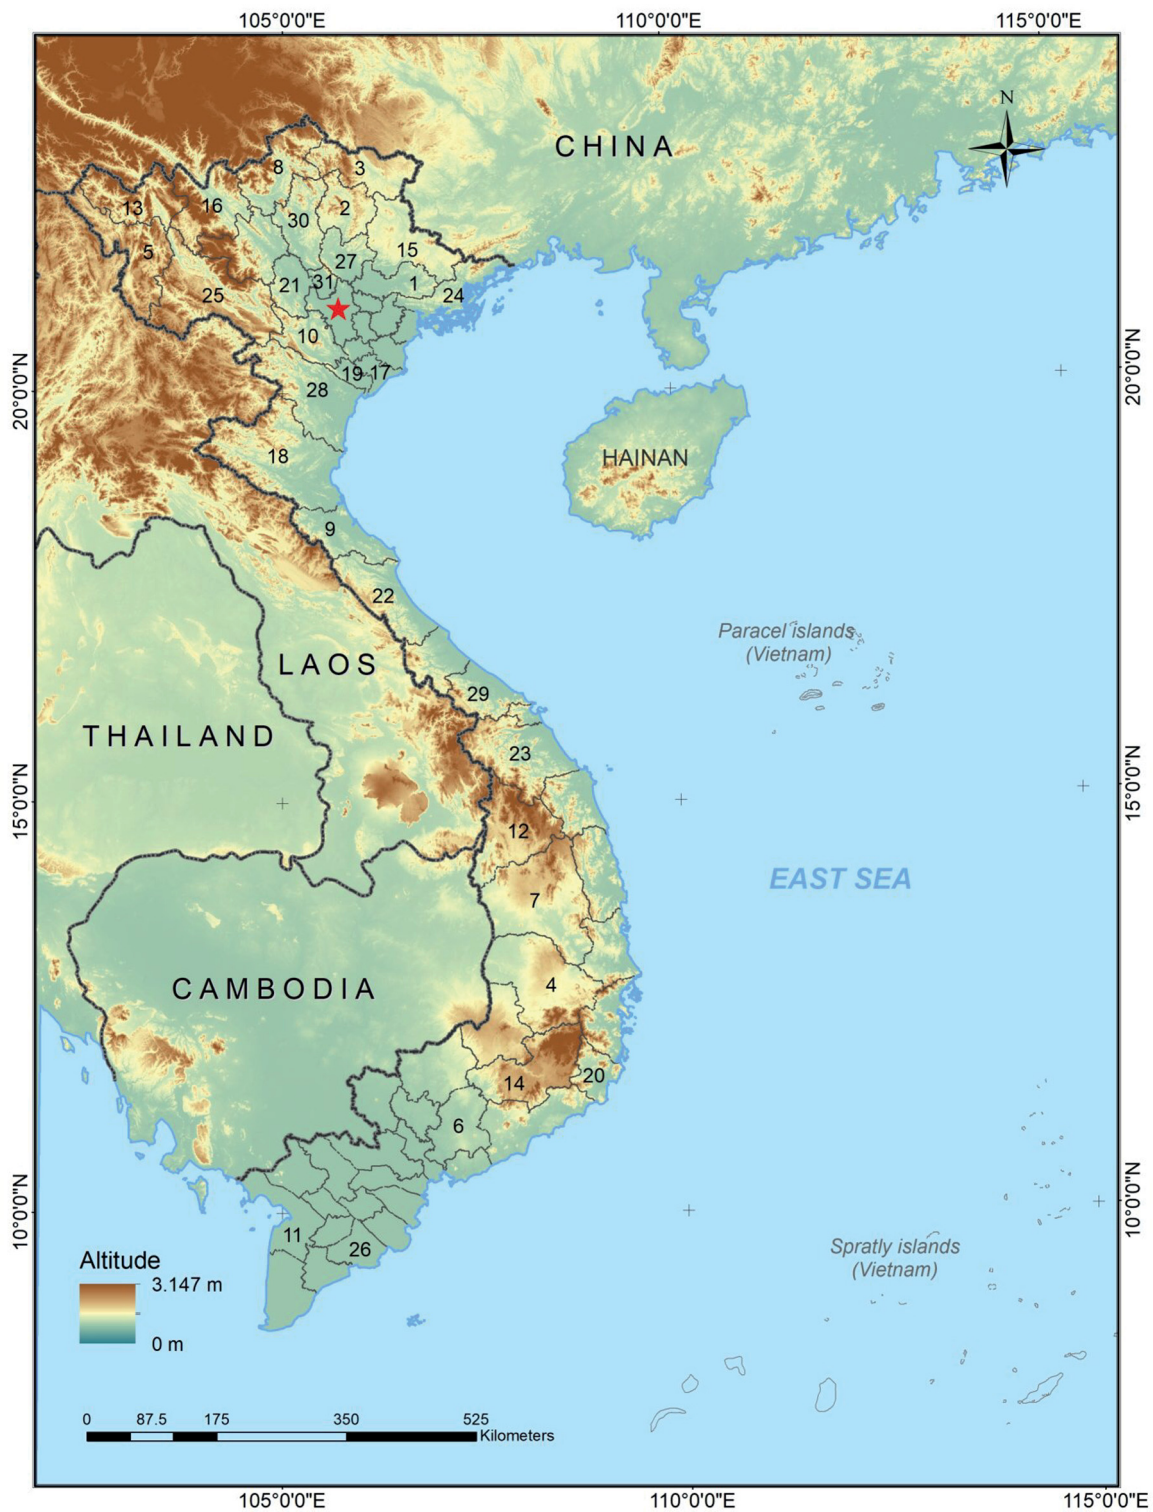 105°0'0"E 110°0'0"E 115°0'0"E
N
CHINA
8 3
13 16 30 2
5 15
27
25 21 31 1 24
10
19 17
28
20°0'0"N 20°0'0"N
18 HAINAN
9
22
Paracel islands
(Vietnam)
LAOS
29
THAILAND
23
15°0'0"N 15°0'0"N
12
EAST SEA
7
CAMBODIA 4
14 20
6
10°0'0"N 10°0'0"N
11 26
Spratly islands
(Vietnam)
Altitude
3.147 m
0 m
0 87.5 175 350 525
Kilometers
105°0'0"E 110°0'0"E 115°0'0"E